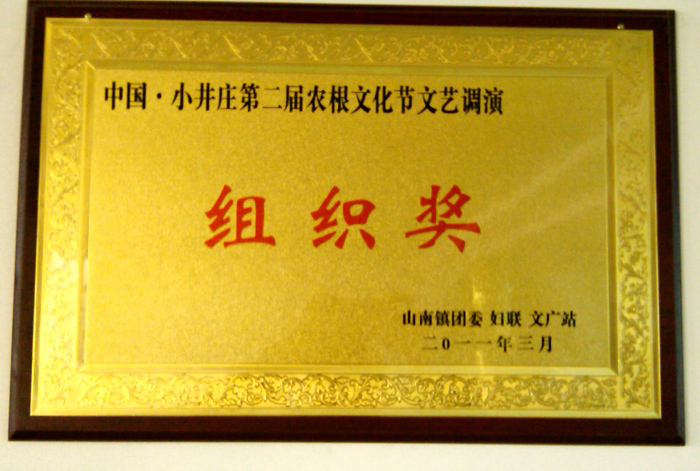 中国·小井庄第二届农根文化节文艺调演
组织奖
山南镇团委 妇联 文广站
二0一一年三月